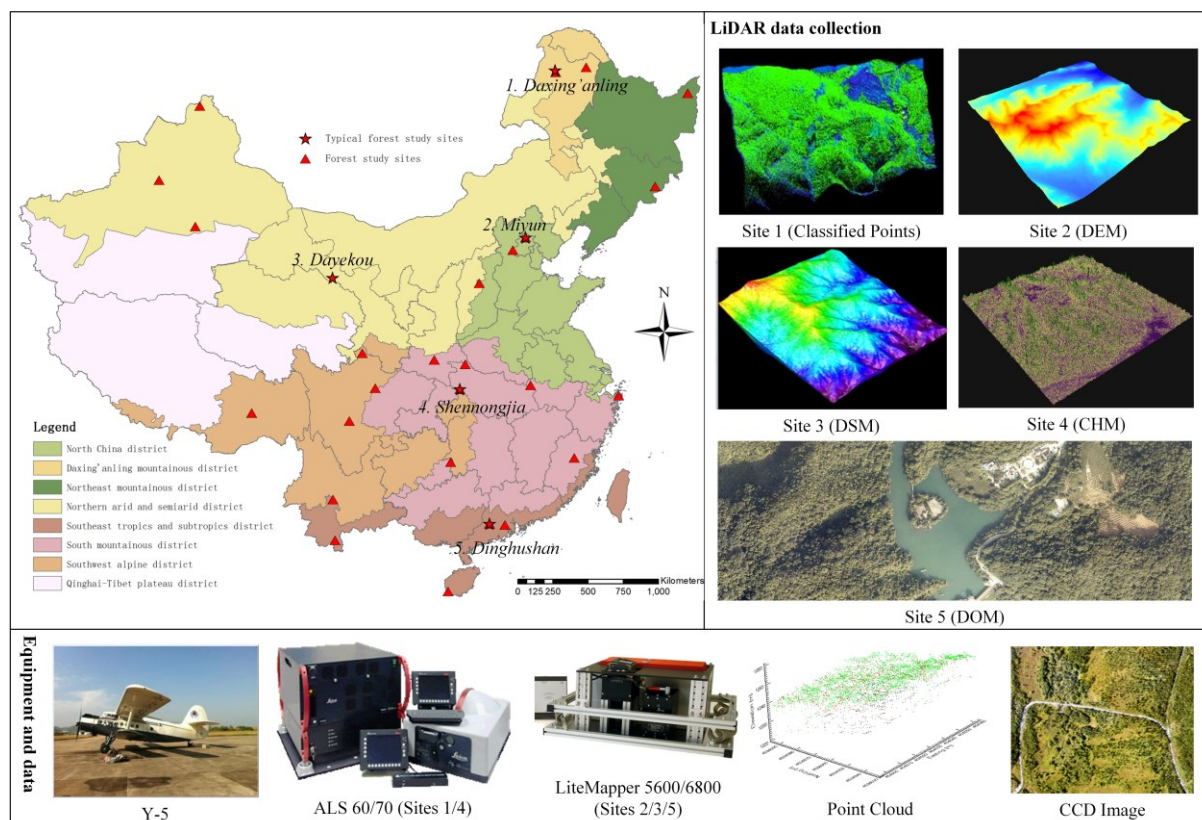 LiDAR data collection
1. Daxing'anling
Typical forest study sites
Forest study sites
2. Miyun
3. Dayekou
N
4. Shennongjia
5. Dinghushan
Legend
North China district
Daxing'anling mountainous district
Northeast mountainous district
Northern arid and semiarid district
Southeast tropics and subtropics district
South mountainous district
Southwest alpine district
Qinghai-Tibet plateau district
Kilometers
0 125 250 500 750 1,000
Site 1 (Classified Points)
Site 2 (DEM)
Site 3 (DSM)
Site 4 (CHM)
Site 5 (DOM)
Equipment and data
Y-5
ALS 60/70 (Sites 1/4)
LiteMapper 5600/6800
(Sites 2/3/5)
Point Cloud
CCD Image